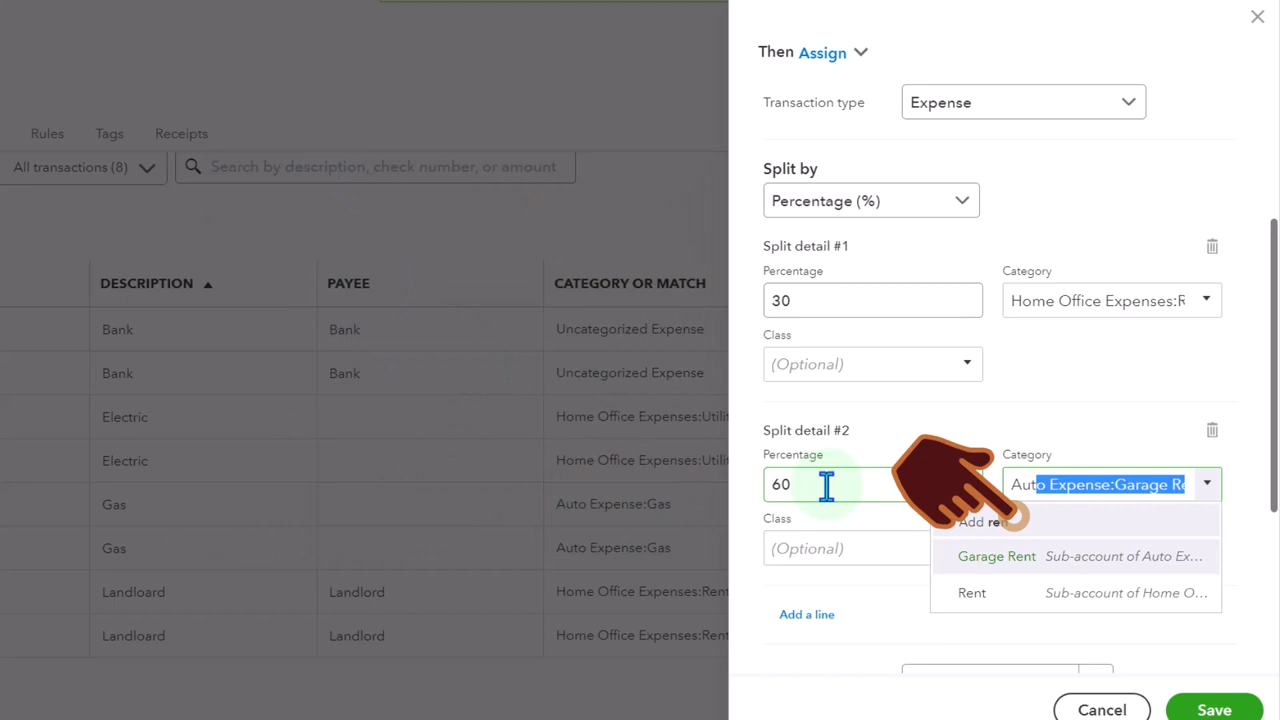 Then Assign
Transaction type
Expense
Rules Tags Receipts
All transactions (8)
Search by description, check number, or amount
Split by
Percentage (%)
Split detail #1
Percentage Category
30 Home Office Expenses:R
Class
(Optional)
Split detail #2
Percentage Category
60 Auto Expense:Garage Re
Class
Add ren
(Optional)
Garage Rent Sub-account of Auto Ex...
Rent Sub-account of Home O...
Add a line
DESCRIPTION PAYEE CATEGORY OR MATCH
Bank Bank Uncategorized Expense
Bank Bank Uncategorized Expense
Electric Home Office Expenses:Utilit
Electric Home Office Expenses:Utilit
Gas Auto Expense:Gas
Gas Auto Expense:Gas
Landloard Landlord Home Office Expenses:Rent
Landloard Landlord Home Office Expenses:Rent
Cancel Save